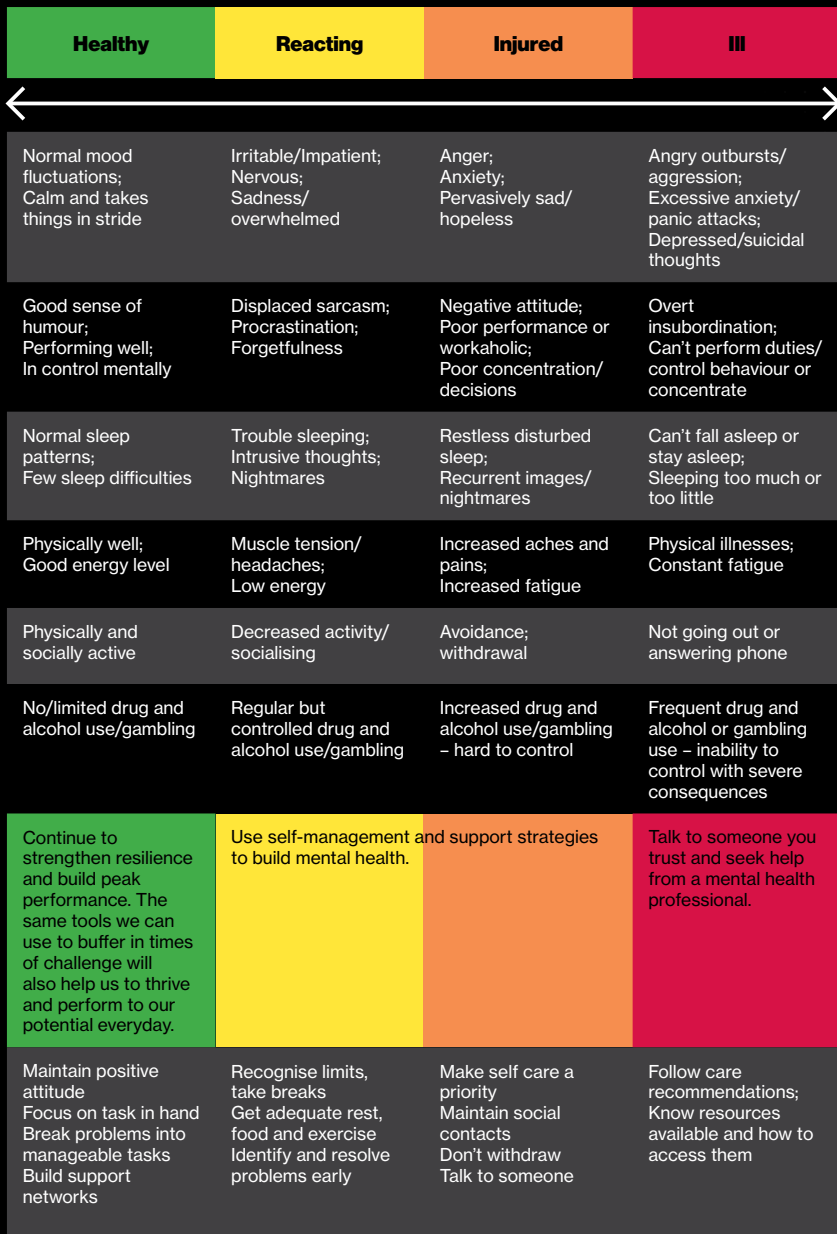 Healthy
Reacting
Injured
Ill
Normal mood
fluctuations;
Calm and takes
things in stride
Irritable/Impatient;
Nervous;
Sadness/
overwhelmed
Anger;
Anxiety;
Pervasively sad/
hopeless
Angry outbursts/
aggression;
Excessive anxiety/
panic attacks;
Depressed/suicidal
thoughts
Good sense of
humour;
Performing well;
In control mentally
Displaced sarcasm;
Procrastination;
Forgetfulness
Negative attitude;
Poor performance or
workaholic;
Poor concentration/
decisions
Overt
insubordination;
Can't perform duties/
control behaviour or
concentrate
Normal sleep
patterns;
Few sleep difficulties
Trouble sleeping;
Intrusive thoughts;
Nightmares
Restless disturbed
sleep;
Recurrent images/
nightmares
Can't fall asleep or
stay asleep;
Sleeping too much or
too little
Physically well;
Good energy level
Muscle tension/
headaches;
Low energy
Increased aches and
pains;
Increased fatigue
Physical illnesses;
Constant fatigue
Physically and
socially active
Decreased activity/
socialising
Avoidance;
withdrawal
Not going out or
answering phone
No/limited drug and
alcohol use/gambling
Regular but
controlled drug and
alcohol use/gambling
Increased drug and
alcohol use/gambling
– hard to control
Frequent drug and
alcohol or gambling
use – inability to
control with severe
consequences
Continue to
strengthen resilience
and build peak
performance. The
same tools we can
use to buffer in times
of challenge will
also help us to thrive
and perform to our
potential everyday.
Use self-management and support strategies
to build mental health.
Talk to someone you
trust and seek help
from a mental health
professional.
Maintain positive
attitude
Focus on task in hand
Break problems into
manageable tasks
Build support
networks
Recognise limits,
take breaks
Get adequate rest,
food and exercise
Identify and resolve
problems early
Make self care a
priority
Maintain social
contacts
Don't withdraw
Talk to someone
Follow care
recommendations;
Know resources
available and how to
access them